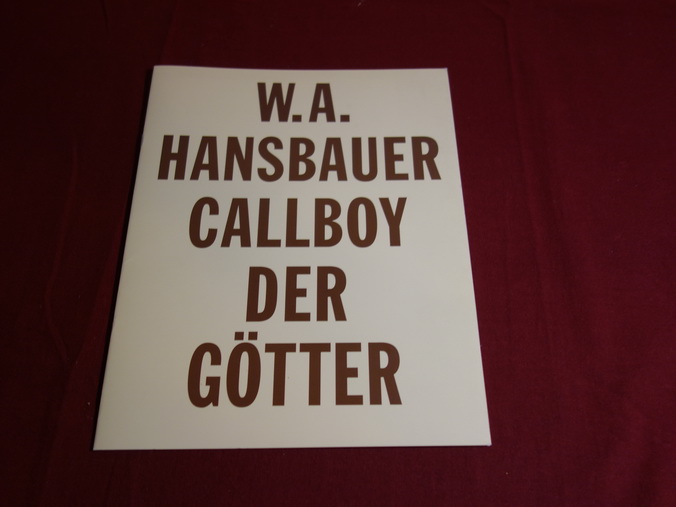 W. A.
HANSBAUER
CALLBOY
DER
GÖTTER